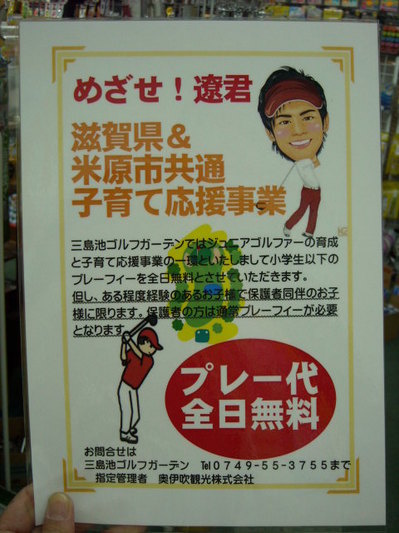 めざせ！遼君
滋賀県＆
米原市共通
子育て応援事業
三島池ゴルフガーデンではジュニアゴルファーの育成
と子育て応援事業の一環といたしまして小学生以下の
プレーフィーを全日無料とさせていただきます。
但し、ある程度経験のあるお子様で保護者同伴のお子
様に限ります。保護者の方は通常プレーフィーが必要
となります。
プレー代
全日無料
お問合せは
三島池ゴルフガーデン Tel０７４９-５５-３７５５まで
指定管理者 奥伊吹観光株式会社